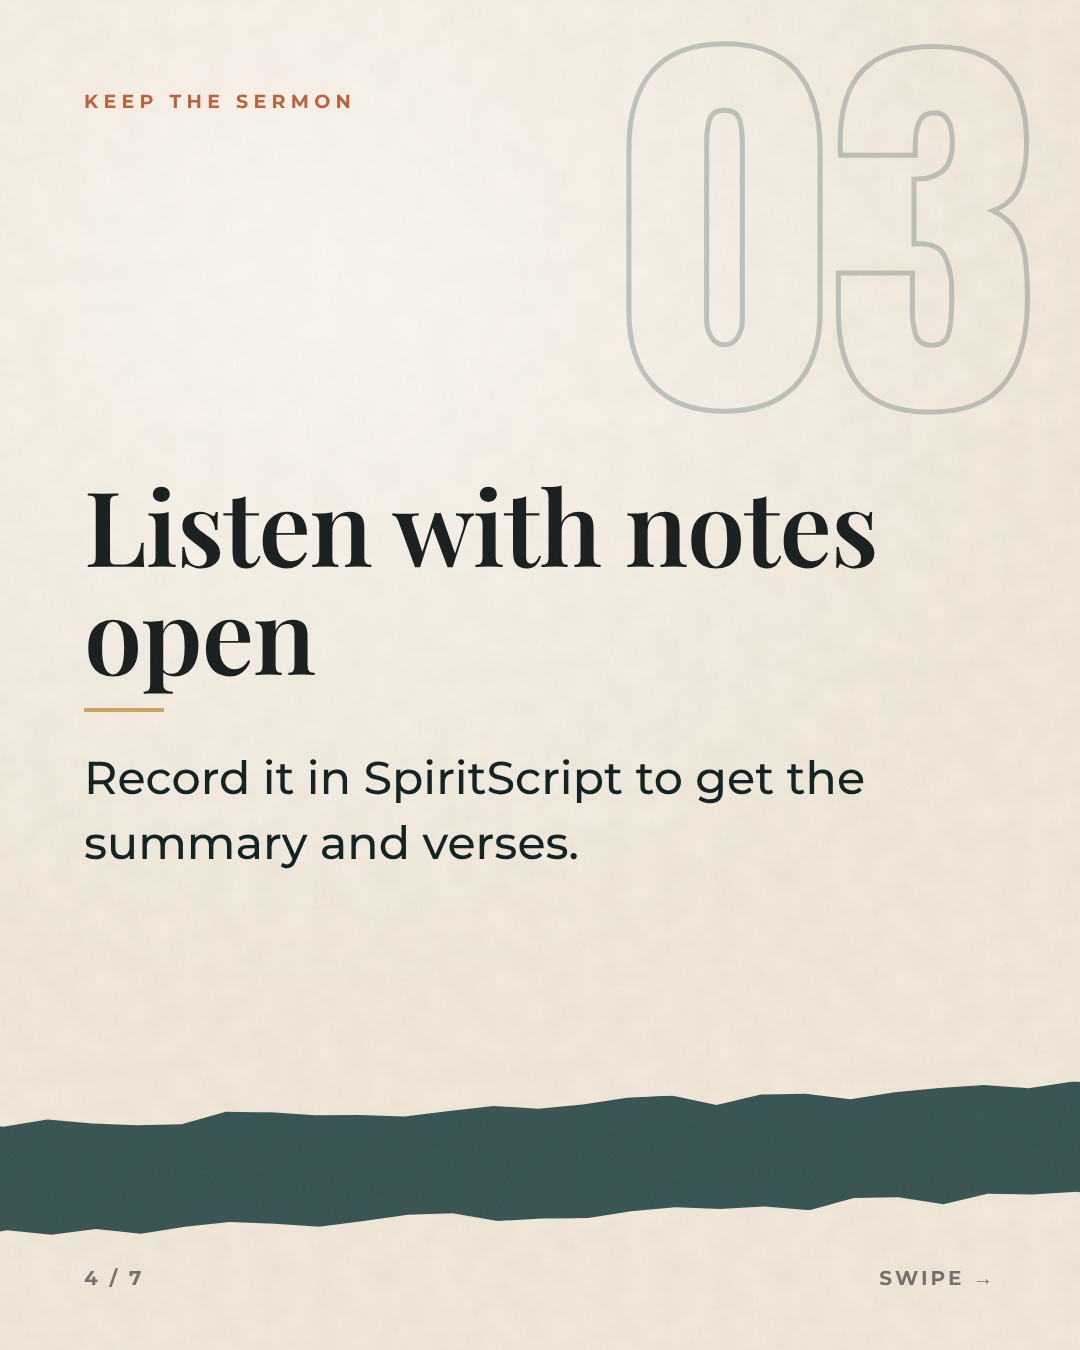 KEEP THE SERMON
03
Listen with notes
open
Record it in SpiritScript to get the
summary and verses.
4 / 7
SWIPE →